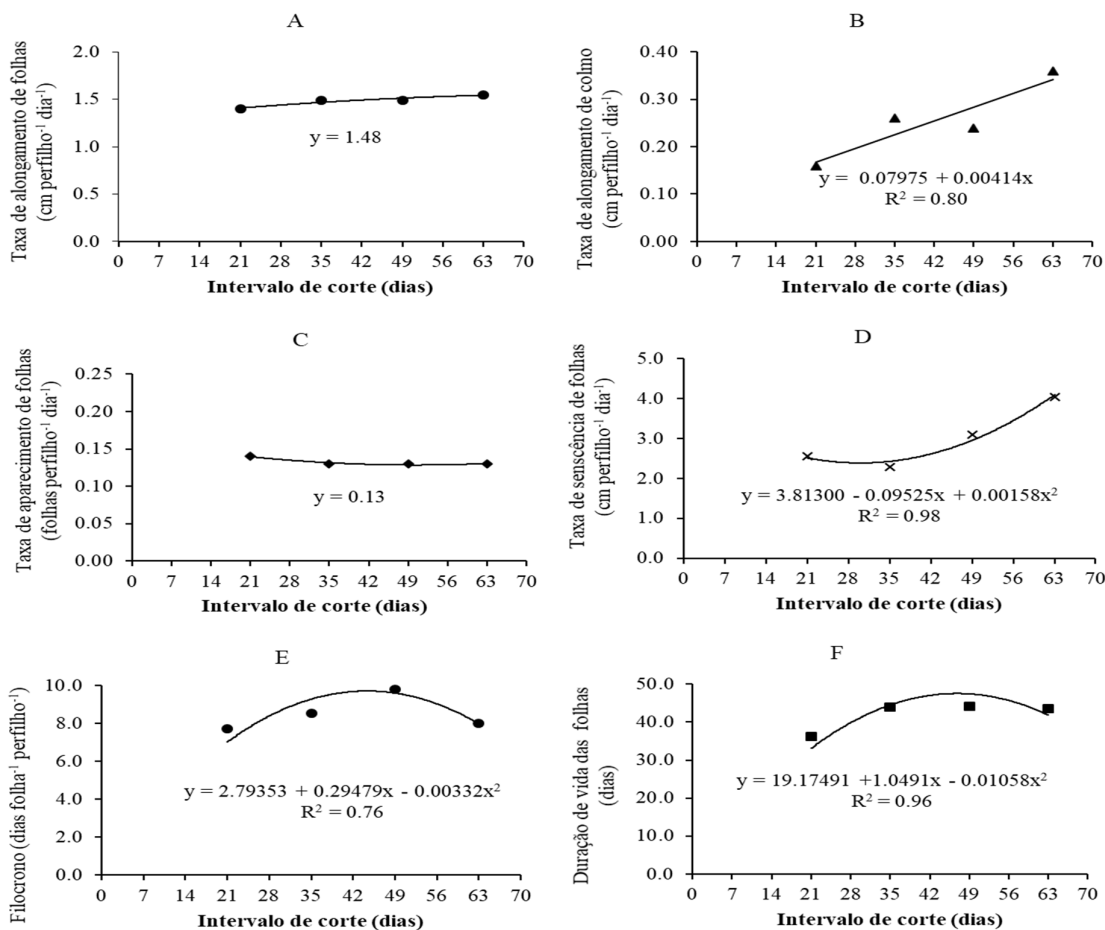 A
Taxa de alongamento de folhas
(cm perfilho⁻¹ dia⁻¹)
2.0
1.5
1.0
0.5
0.0
y = 1.48
0 7 14 21 28 35 42 49 56 63 70
Intervalo de corte (dias)
B
Taxa de alongamento de colmo
(cm perfilho⁻¹ dia⁻¹)
0.40
0.30
0.20
0.10
0.00
y = 0.07975 + 0.00414x
R² = 0.80
0 7 14 21 28 35 42 49 56 63 70
Intervalo de corte (dias)
C
Taxa de aparecimento de folhas
(folhas perfilho⁻¹ dia⁻¹)
0.25
0.20
0.15
0.10
0.05
0.00
y = 0.13
0 7 14 21 28 35 42 49 56 63 70
Intervalo de corte (dias)
D
Taxa de senscência de folhas
(cm perfilho⁻¹ dia⁻¹)
5.0
4.0
3.0
2.0
1.0
0.0
y = 3.81300 - 0.09525x + 0.00158x²
R² = 0.98
0 7 14 21 28 35 42 49 56 63 70
Intervalo de corte (dias)
E
Filocrono (dias folha⁻¹ perfilho⁻¹)
10.0
8.0
6.0
4.0
2.0
0.0
y = 2.79353 + 0.29479x - 0.00332x²
R² = 0.76
0 7 14 21 28 35 42 49 56 63 70
Intervalo de corte (dias)
F
Duração de vida das folhas
(dias)
50.0
40.0
30.0
20.0
10.0
0.0
y = 19.17491 +1.0491x - 0.01058x²
R² = 0.96
0 7 14 21 28 35 42 49 56 63 70
Intervalo de corte (dias)